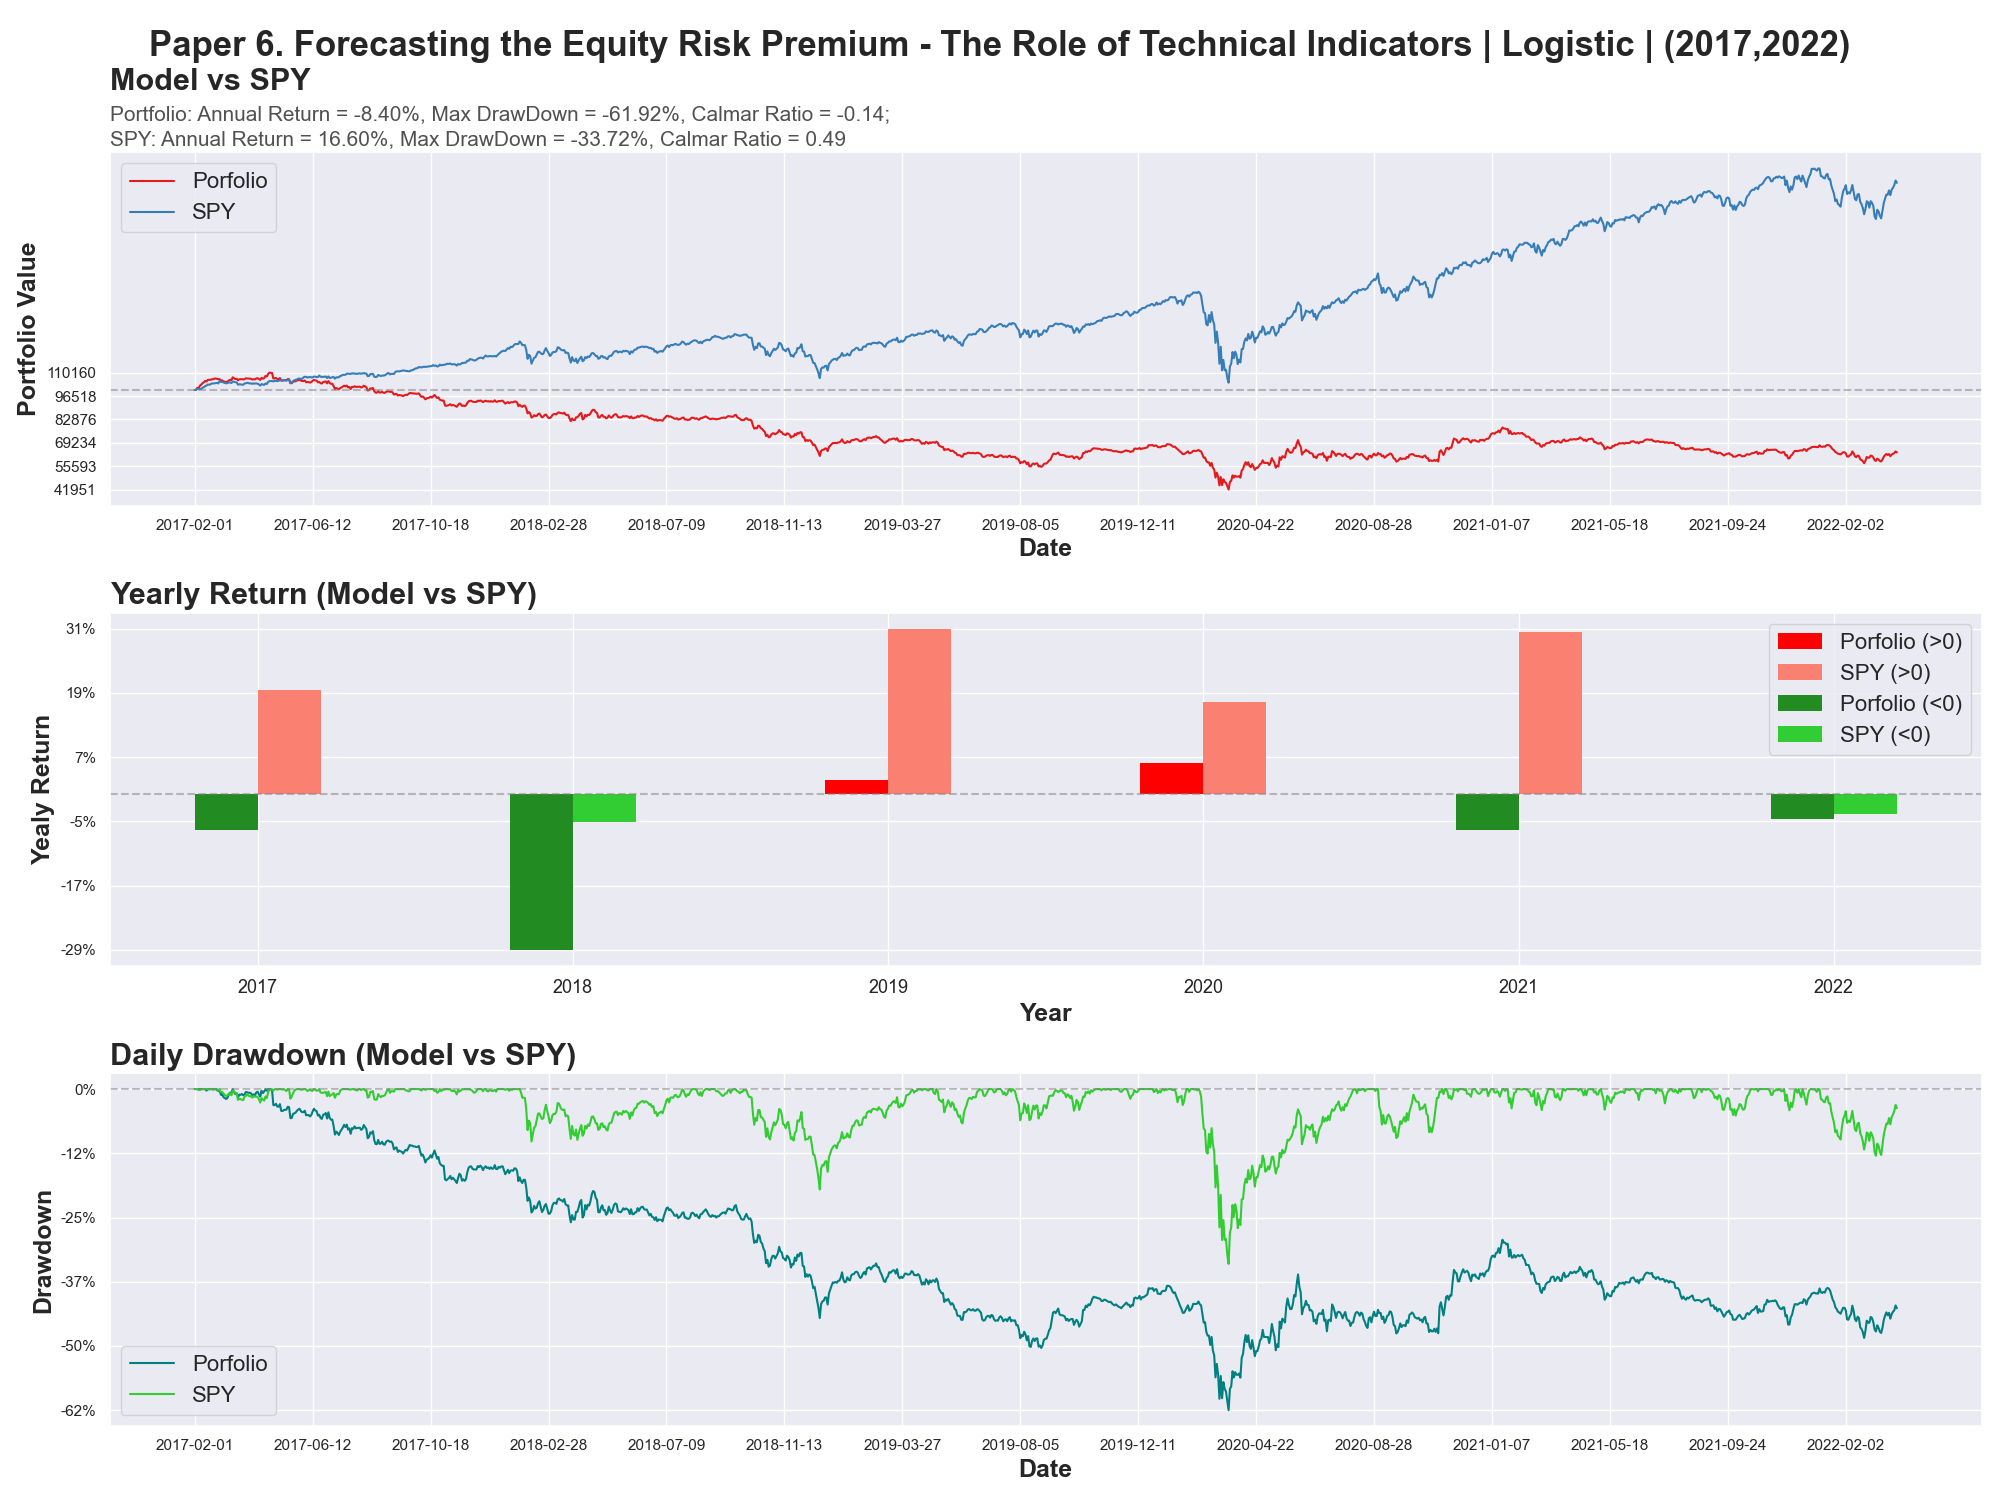 Paper 6. Forecasting the Equity Risk Premium - The Role of Technical Indicators | Logistic | (2017,2022)
Model vs SPY
Portfolio: Annual Return = -8.40%, Max DrawDown = -61.92%, Calmar Ratio = -0.14;
SPY: Annual Return = 16.60%, Max DrawDown = -33.72%, Calmar Ratio = 0.49
Porfolio
SPY
Portfolio Value
110160
96518
82876
69234
55593
41951
2017-02-01 2017-06-12 2017-10-18 2018-02-28 2018-07-09 2018-11-13 2019-03-27 2019-08-05 2019-12-11 2020-04-22 2020-08-28 2021-01-07 2021-05-18 2021-09-24 2022-02-02
Date
Yearly Return (Model vs SPY)
Porfolio (>0)
SPY (>0)
Porfolio (<0)
SPY (<0)
Yealy Return
31%
19%
7%
-5%
-17%
-29%
2017 2018 2019 2020 2021 2022
Year
Daily Drawdown (Model vs SPY)
Drawdown
0%
-12%
-25%
-37%
-50%
-62%
Porfolio
SPY
2017-02-01 2017-06-12 2017-10-18 2018-02-28 2018-07-09 2018-11-13 2019-03-27 2019-08-05 2019-12-11 2020-04-22 2020-08-28 2021-01-07 2021-05-18 2021-09-24 2022-02-02
Date